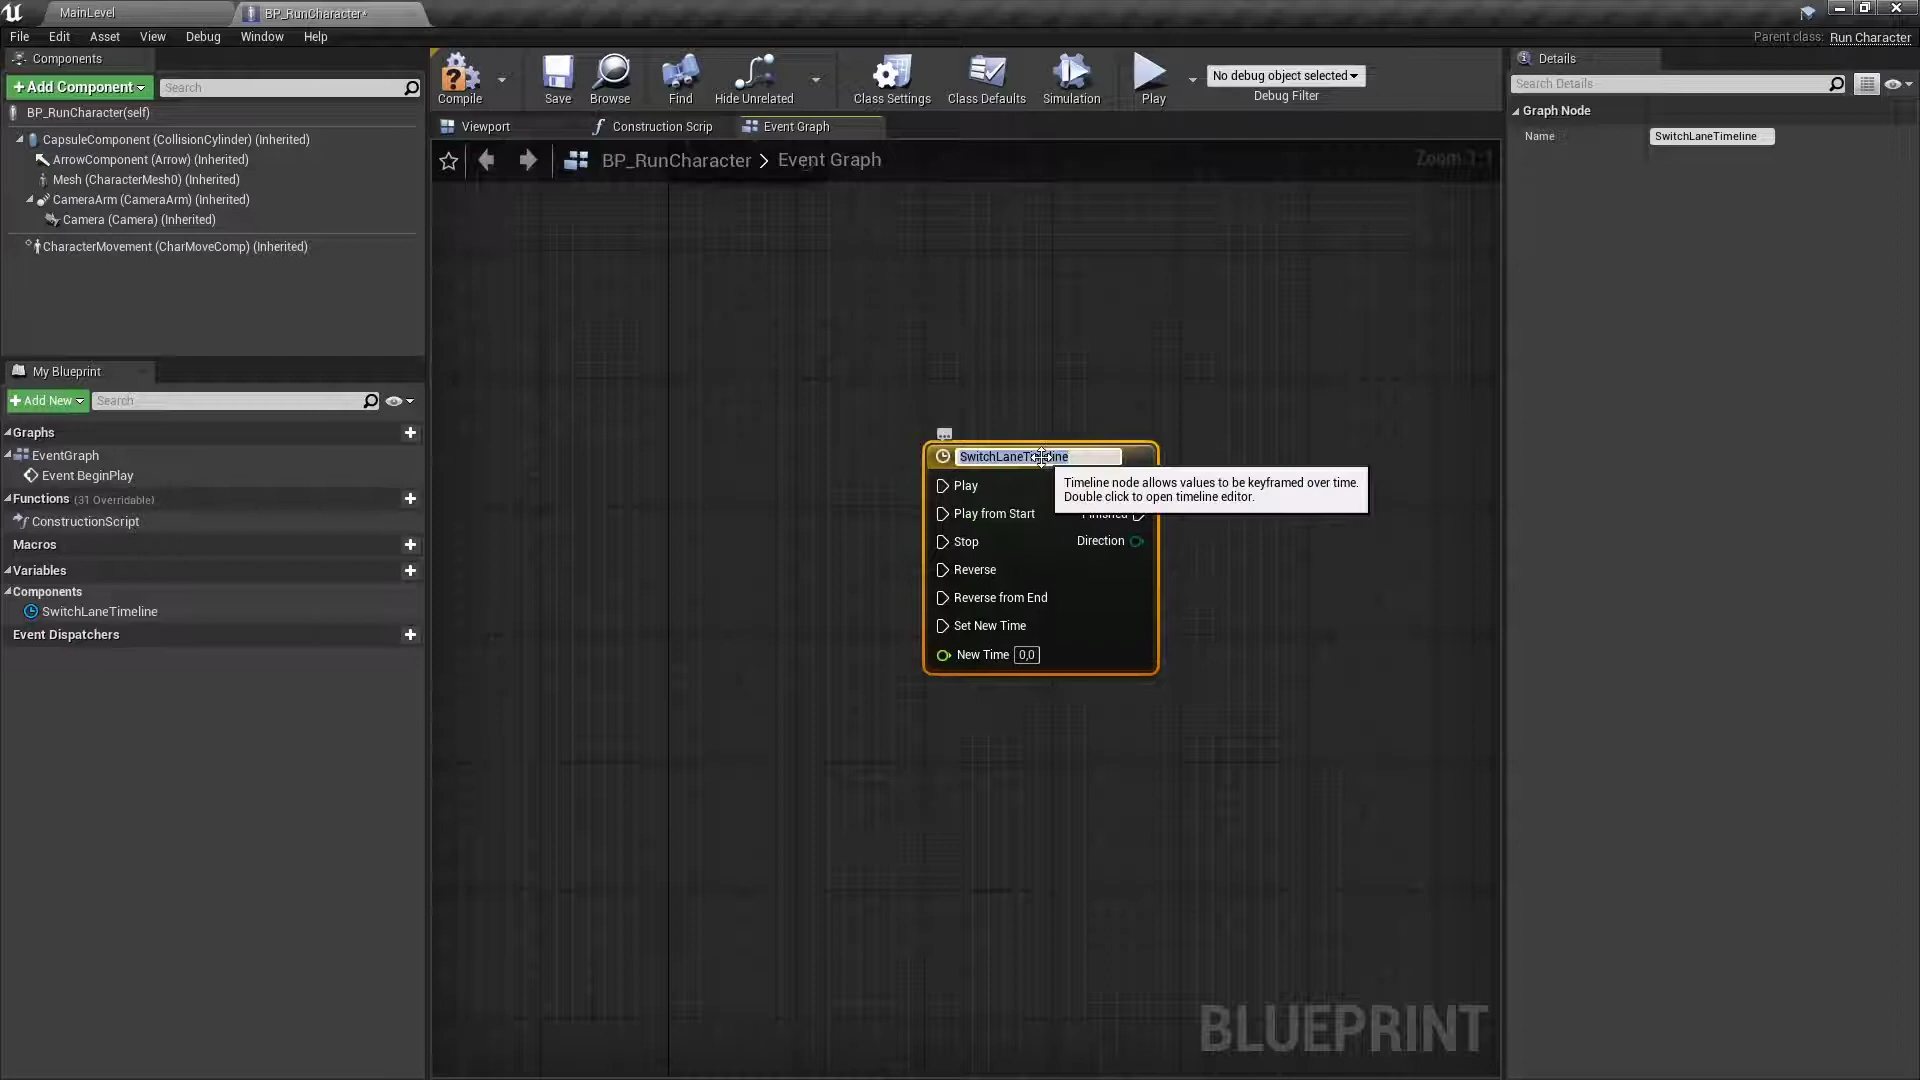 MainLevel
BP_RunCharacter*
File Edit Asset View Debug Window Help
Parent class: Run Character
Components
+Add Component
Search
BP_RunCharacter(self)
CapsuleComponent (CollisionCylinder) (Inherited)
ArrowComponent (Arrow) (Inherited)
Mesh (CharacterMesh0) (Inherited)
CameraArm (CameraArm) (Inherited)
Camera (Camera) (Inherited)
CharacterMovement (CharMoveComp) (Inherited)
My Blueprint
+Add New
Search
Graphs
EventGraph
Event BeginPlay
Functions (31 Overridable)
ConstructionScript
Macros
Variables
Components
SwitchLaneTimeline
Event Dispatchers
Compile
Save
Browse
Find
Hide Unrelated
Class Settings
Class Defaults
Simulation
Play
No debug object selected
Debug Filter
Viewport
Construction Scrip
Event Graph
BP_RunCharacter > Event Graph
Zoom 1:1
SwitchLaneTimeline
Timeline node allows values to be keyframed over time.
Double click to open timeline editor.
Play
Play from Start
Finished
Stop
Direction
Reverse
Reverse from End
Set New Time
New Time 0,0
BLUEPRINT
Details
Search Details
Graph Node
Name
SwitchLaneTimeline